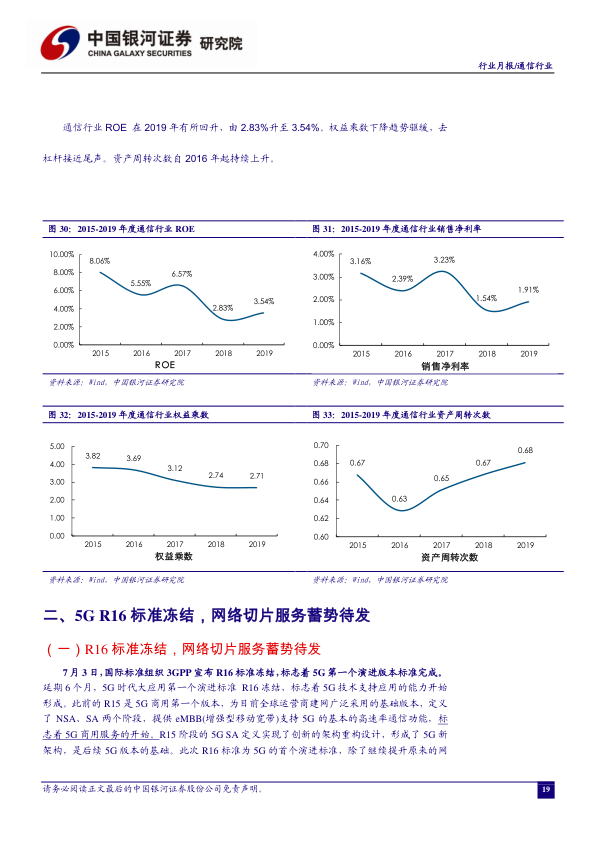 中国银河证券 研究院
CHINA GALAXY SECURITIES
行业月报/通信行业
通信行业 ROE 在 2019 年有所回升，由 2.83%升至 3.54%。权益乘数下降趋势驱缓，去
杠杆接近尾声。资产周转次数自 2016 年起持续上升。
图 30：2015-2019 年度通信行业 ROE
10.00%
8.00%
6.00%
4.00%
2.00%
0.00%
8.06%
5.55%
6.57%
2.83%
3.54%
2015 2016 2017 2018 2019
ROE
资料来源：Wind，中国银河证券研究院
图 31：2015-2019 年度通信行业销售净利率
4.00%
3.00%
2.00%
1.00%
0.00%
3.16%
2.39%
3.23%
1.54%
1.91%
2015 2016 2017 2018 2019
销售净利率
资料来源：Wind，中国银河证券研究院
图 32：2015-2019 年度通信行业权益乘数
5.00
4.00
3.00
2.00
1.00
0.00
3.82
3.69
3.12
2.74
2.71
2015 2016 2017 2018 2019
权益乘数
资料来源：Wind，中国银河证券研究院
图 33：2015-2019 年度通信行业资产周转次数
0.70
0.68
0.66
0.64
0.62
0.60
0.67
0.63
0.65
0.67
0.68
2015 2016 2017 2018 2019
资产周转次数
资料来源：Wind，中国银河证券研究院
二、5G R16 标准冻结，网络切片服务蓄势待发
（一）R16 标准冻结，网络切片服务蓄势待发
7 月 3 日，国际标准组织 3GPP 宣布 R16 标准冻结，标志着 5G 第一个演进版本标准完成。
延期 6 个月，5G 时代大应用第一个演进标准 R16 冻结，标志着 5G 技术支持应用的能力开始
形成。此前的 R15 是 5G 商用第一个版本，为目前全球运营商建网广泛采用的基础版本，定义
了 NSA、SA 两个阶段，提供 eMBB(增强型移动宽带)支持 5G 的基本的高速率通信功能，标
志着 5G 商用服务的开始。R15 阶段的 5G SA 定义实现了创新的架构重构设计，形成了 5G 新
架构，是后续 5G 版本的基础。此次 R16 标准为 5G 的首个演进标准，除了继续提升原来的网
请务必阅读正文最后的中国银河证券股份公司免责声明。
19